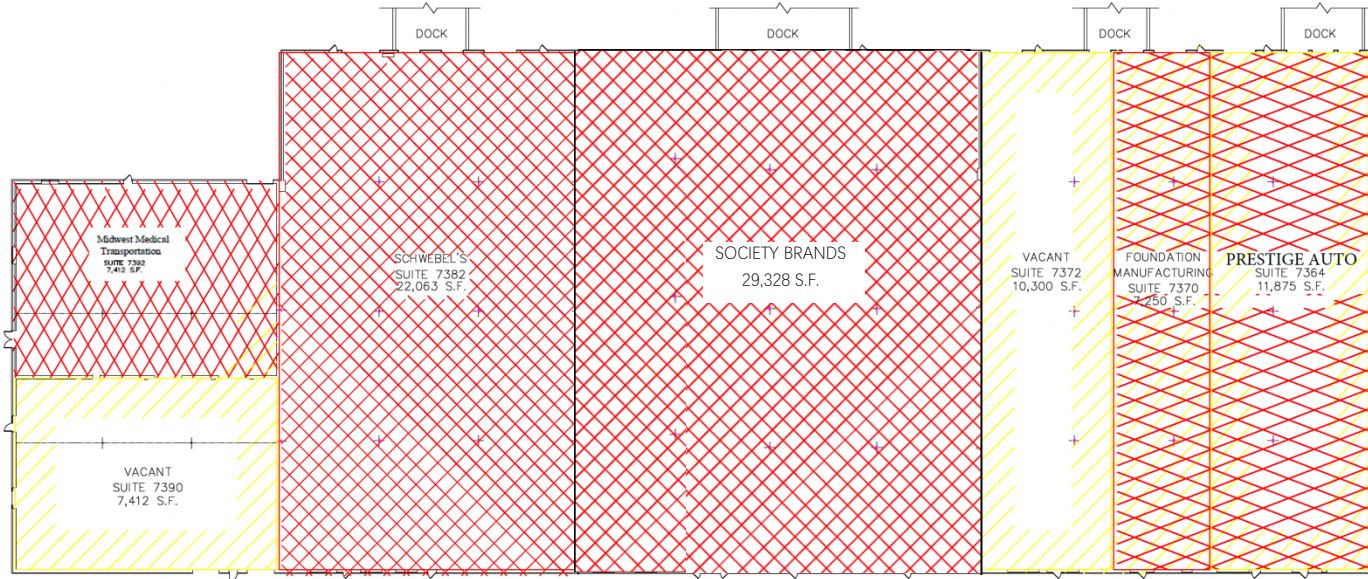 DOCK
DOCK
DOCK
DOCK
Midwest Medical
Transportation
SUITE 7392
7,412 S.F.
SCHWEBEL'S
SUITE 7382
22,063 S.F.
SOCIETY BRANDS
29,328 S.F.
VACANT
SUITE 7372
10,300 S.F.
FOUNDATION
MANUFACTURING
SUITE 7370
7,250 S.F.
PRESTIGE AUTO
SUITE 7364
11,875 S.F.
VACANT
SUITE 7390
7,412 S.F.